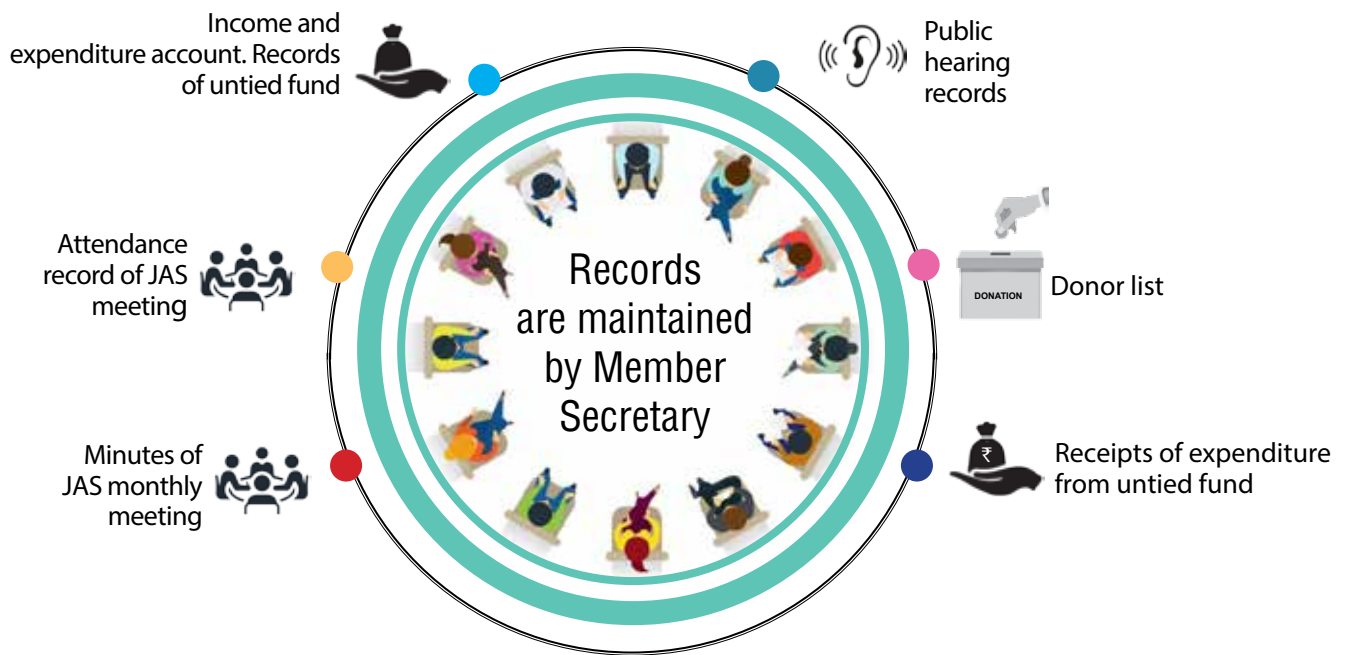 Income and
expenditure account. Records
of untied fund
Public
hearing
records
Attendance
record of JAS
meeting
DONATION
Donor list
Records
are maintained
by Member
Secretary
Minutes of
JAS monthly
meeting
₹
Receipts of expenditure
from untied fund